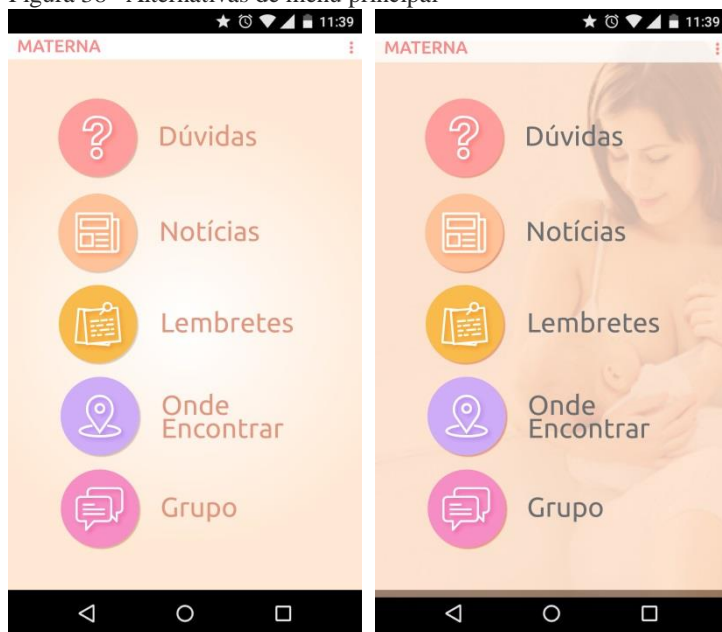 Figura 38 - Alternativas de menu principal
11:39
MATERNA
Dúvidas
Notícias
Lembretes
Onde
Encontrar
Grupo
11:39
MATERNA
Dúvidas
Notícias
Lembretes
Onde
Encontrar
Grupo